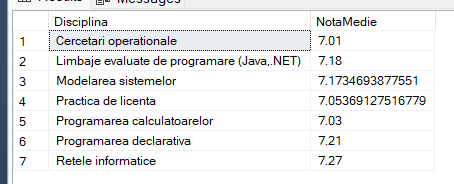 Messages
Disciplina NotaMedie
1 Cercetari operationale 7.01
2 Limbaje evaluate de programare (Java,.NET) 7.18
3 Modelarea sistemelor 7.1734693877551
4 Practica de licenta 7.05369127516779
5 Programarea calculatoarelor 7.03
6 Programarea declarativa 7.21
7 Retele informatice 7.27